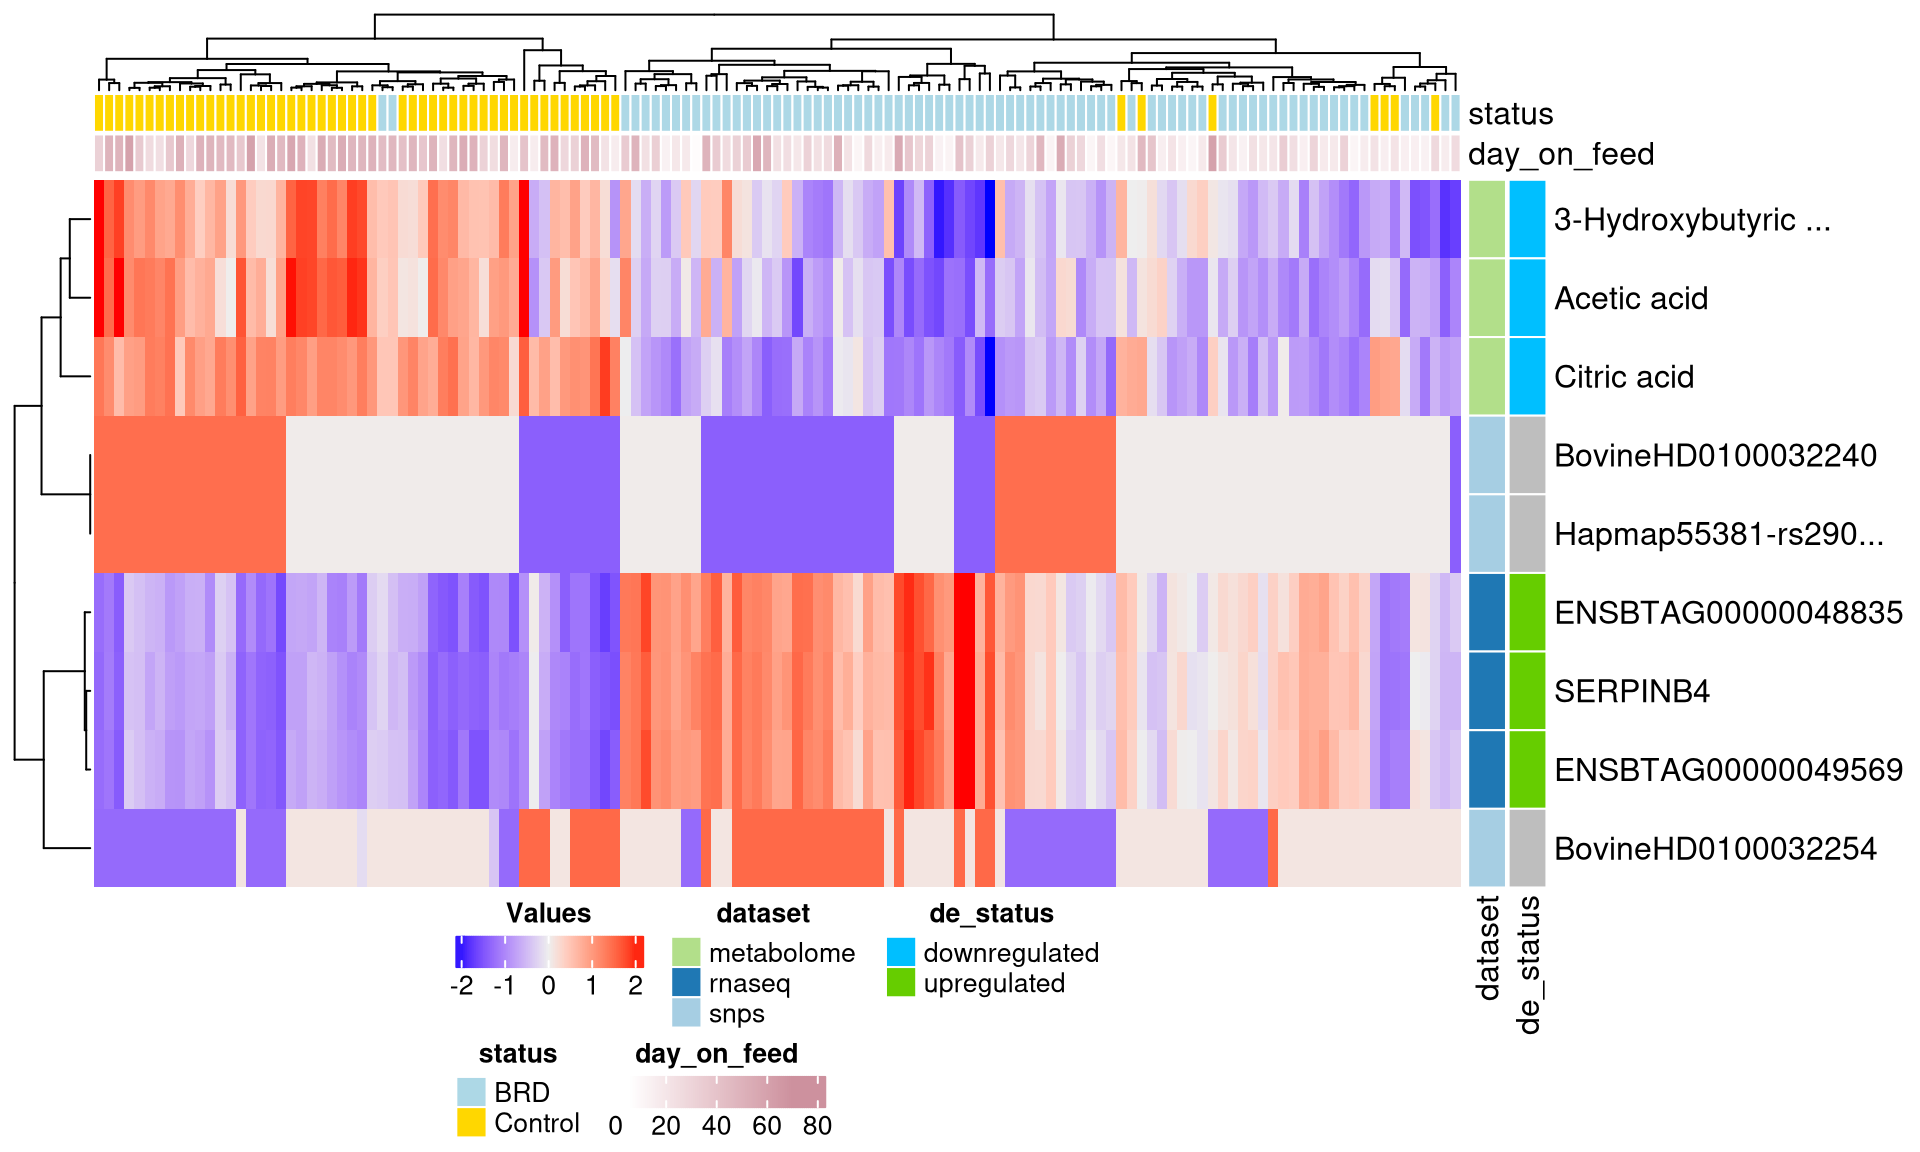 status
day_on_feed
3-Hydroxybutyric ...
Acetic acid
Citric acid
BovineHD0100032240
Hapmap55381-rs290...
ENSBTAG00000048835
SERPINB4
ENSBTAG00000049569
BovineHD0100032254
dataset
de_status
Values
-2 -1 0 1 2
dataset
metabolome
rnaseq
snps
de_status
downregulated
upregulated
status
BRD
Control
day_on_feed
0 20 40 60 80